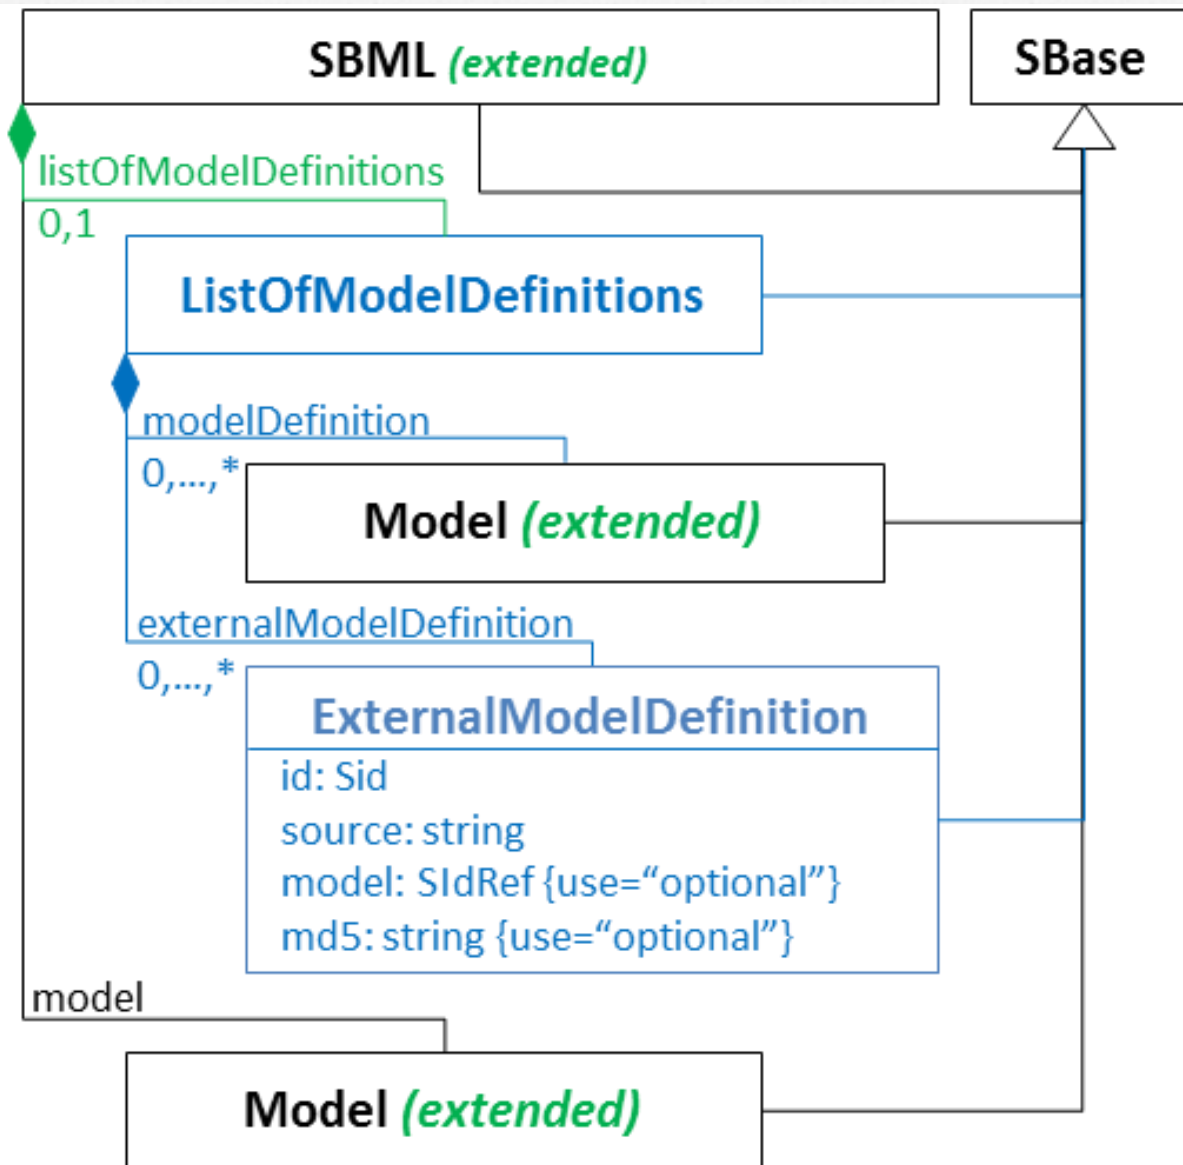 SBML (extended)
SBase
listOfModelDefinitions
0,1
ListOfModelDefinitions
modelDefinition
0,...,*
Model (extended)
externalModelDefinition
0,...,*
ExternalModelDefinition
id: Sid
source: string
model: SIdRef {use=“optional”}
md5: string {use=“optional”}
model
Model (extended)